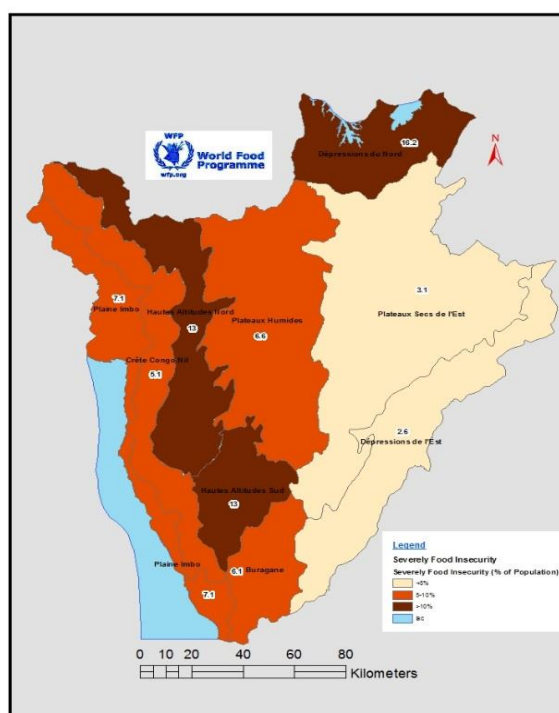 N
WFP
wfp.org
World Food
Programme
16.2
Dépressions du Nord
3.1
Plateaux Secs de l'Est
7.1
Plaine Imbo
Hautes Altitudes Nord
13
Plateaux Humides
6.6
Crête Congo Nil
5.1
2.6
Dépressions de l'Est
Hautes Altitudes Sud
13
Plaine Imbo
6.1
Buragane
7.1
Legend
Severely Food Insecurity
Severely Food Insecurity (% of Population)
<5%
5-10%
>10%
lac
0 10 20 40 60 80
Kilometers